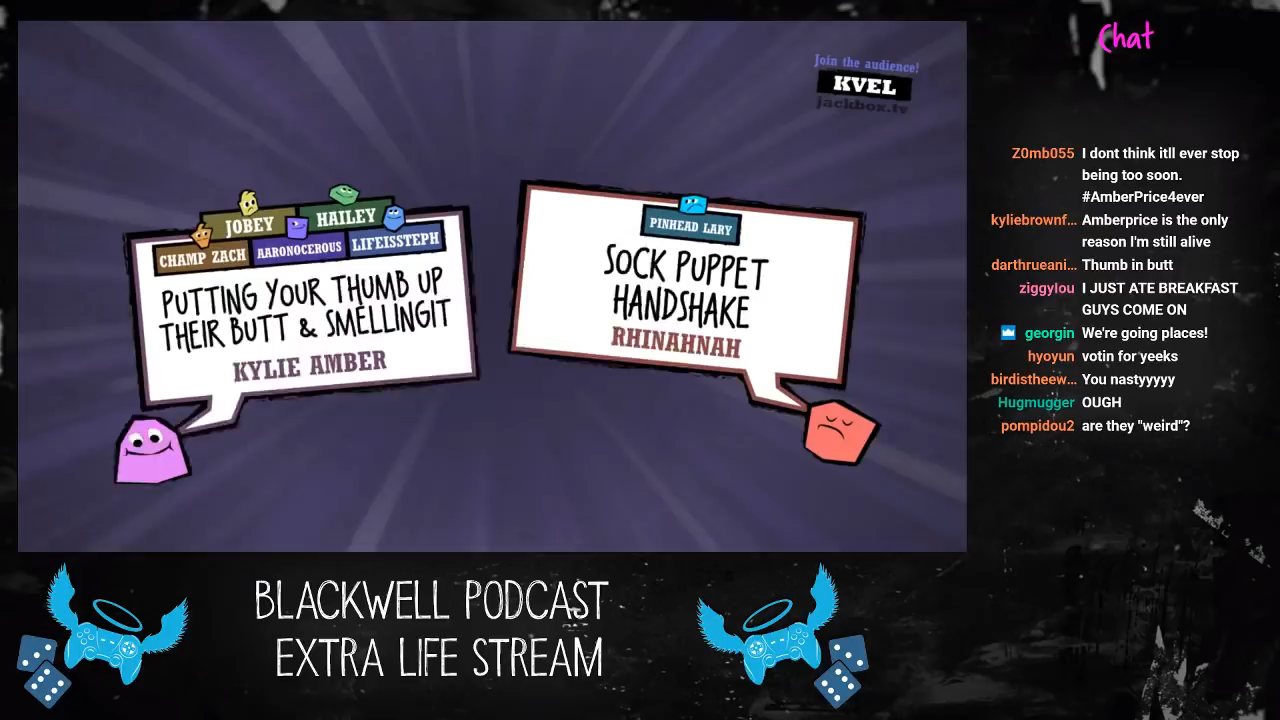 Chat
Join the audience!
KVEL
jackbox.tv
JOBEY
HAILEY
CHAMP ZACH
AARONOCEROUS
LIFEISSTEPH
PUTTING YOUR THUMB UP
THEIR BUTT & SMELLINGIT
KYLIE AMBER
PINHEAD LARY
SOCK PUPPET
HANDSHAKE
RHINAHNAH
Z0mb055 I dont think itll ever stop
being too soon.
#AmberPrice4ever
kyliebrownf... Amberprice is the only
reason I'm still alive
darthrueani... Thumb in butt
ziggylou I JUST ATE BREAKFAST
GUYS COME ON
georgin We're going places!
hyoyun votin for yeeks
birdistheew... You nastyyyyy
Hugmugger OUGH
pompidou2 are they "weird"?
BLACKWELL PODCAST
EXTRA LIFE STREAM